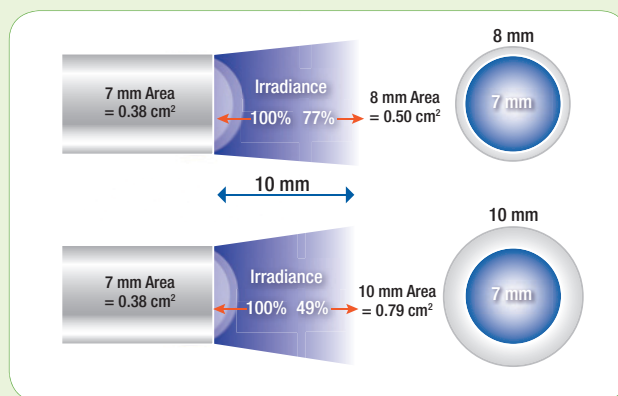 8 mm
7 mm Area
= 0.38 cm²
Irradiance
100% 77%
8 mm Area
= 0.50 cm²
7 mm
10 mm
10 mm
7 mm Area
= 0.38 cm²
Irradiance
100% 49%
10 mm Area
= 0.79 cm²
7 mm